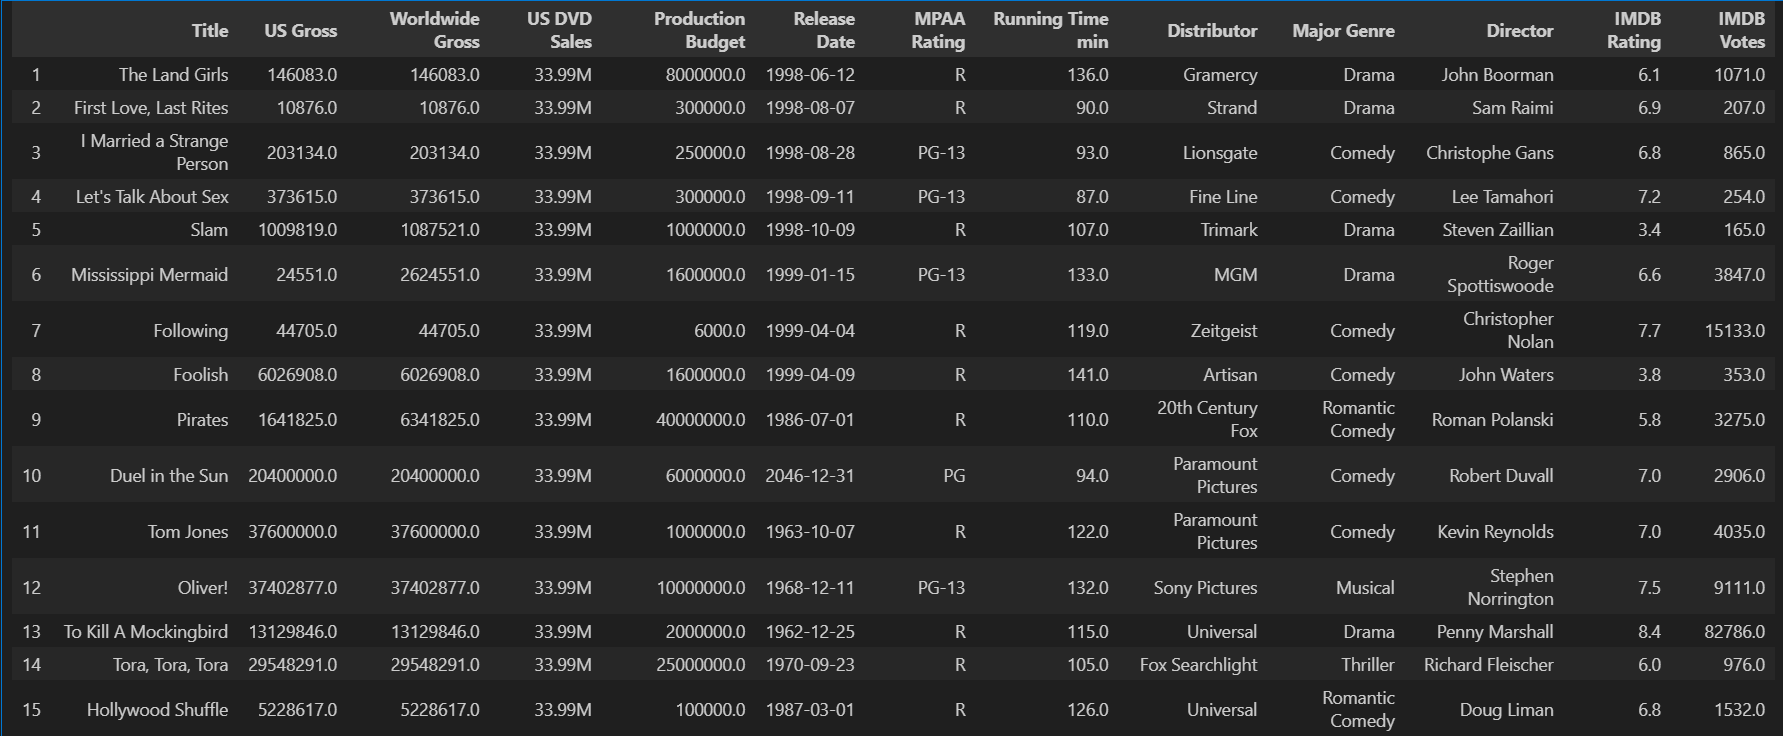 Title US Gross Worldwide Gross US DVD Sales Production Budget Release Date MPAA Rating Running Time min Distributor Major Genre Director IMDB Rating IMDB Votes
1 The Land Girls 146083.0 146083.0 33.99M 8000000.0 1998-06-12 R 136.0 Gramercy Drama John Boorman 6.1 1071.0
2 First Love, Last Rites 10876.0 10876.0 33.99M 300000.0 1998-08-07 R 90.0 Strand Drama Sam Raimi 6.9 207.0
3 I Married a Strange Person 203134.0 203134.0 33.99M 250000.0 1998-08-28 PG-13 93.0 Lionsgate Comedy Christophe Gans 6.8 865.0
4 Let's Talk About Sex 373615.0 373615.0 33.99M 300000.0 1998-09-11 PG-13 87.0 Fine Line Comedy Lee Tamahori 7.2 254.0
5 Slam 1009819.0 1087521.0 33.99M 1000000.0 1998-10-09 R 107.0 Trimark Drama Steven Zaillian 3.4 165.0
6 Mississippi Mermaid 24551.0 2624551.0 33.99M 1600000.0 1999-01-15 PG-13 133.0 MGM Drama Roger Spottiswoode 6.6 3847.0
7 Following 44705.0 44705.0 33.99M 6000.0 1999-04-04 R 119.0 Zeitgeist Comedy Christopher Nolan 7.7 15133.0
8 Foolish 6026908.0 6026908.0 33.99M 1600000.0 1999-04-09 R 141.0 Artisan Comedy John Waters 3.8 353.0
9 Pirates 1641825.0 6341825.0 33.99M 40000000.0 1986-07-01 R 110.0 20th Century Fox Romantic Comedy Roman Polanski 5.8 3275.0
10 Duel in the Sun 20400000.0 20400000.0 33.99M 6000000.0 2046-12-31 PG 94.0 Paramount Pictures Comedy Robert Duvall 7.0 2906.0
11 Tom Jones 37600000.0 37600000.0 33.99M 1000000.0 1963-10-07 R 122.0 Paramount Pictures Comedy Kevin Reynolds 7.0 4035.0
12 Oliver! 37402877.0 37402877.0 33.99M 10000000.0 1968-12-11 PG-13 132.0 Sony Pictures Musical Stephen Norrington 7.5 9111.0
13 To Kill A Mockingbird 13129846.0 13129846.0 33.99M 2000000.0 1962-12-25 R 115.0 Universal Drama Penny Marshall 8.4 82786.0
14 Tora, Tora, Tora 29548291.0 29548291.0 33.99M 25000000.0 1970-09-23 R 105.0 Fox Searchlight Thriller Richard Fleischer 6.0 976.0
15 Hollywood Shuffle 5228617.0 5228617.0 33.99M 100000.0 1987-03-01 R 126.0 Universal Romantic Comedy Doug Liman 6.8 1532.0